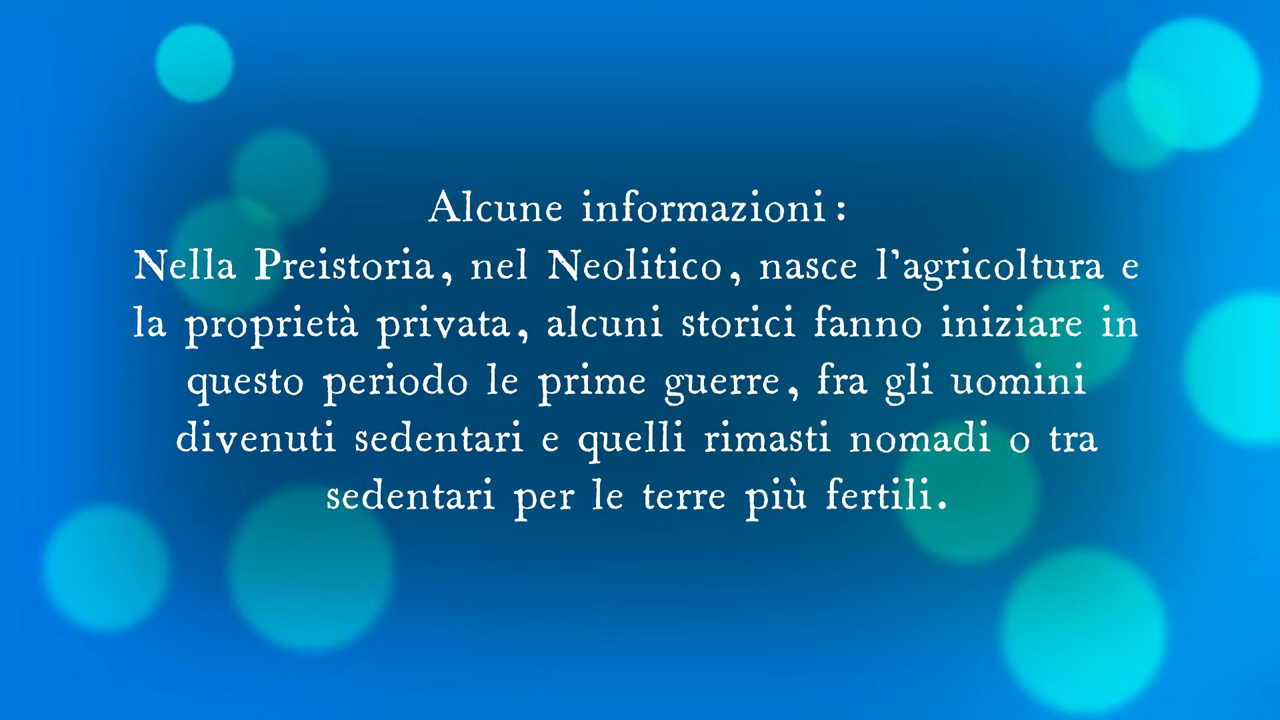 Alcune informazioni:
Nella Preistoria, nel Neolitico, nasce l'agricoltura e
la proprietà privata, alcuni storici fanno iniziare in
questo periodo le prime guerre, fra gli uomini
divenuti sedentari e quelli rimasti nomadi o tra
sedentari per le terre più fertili.